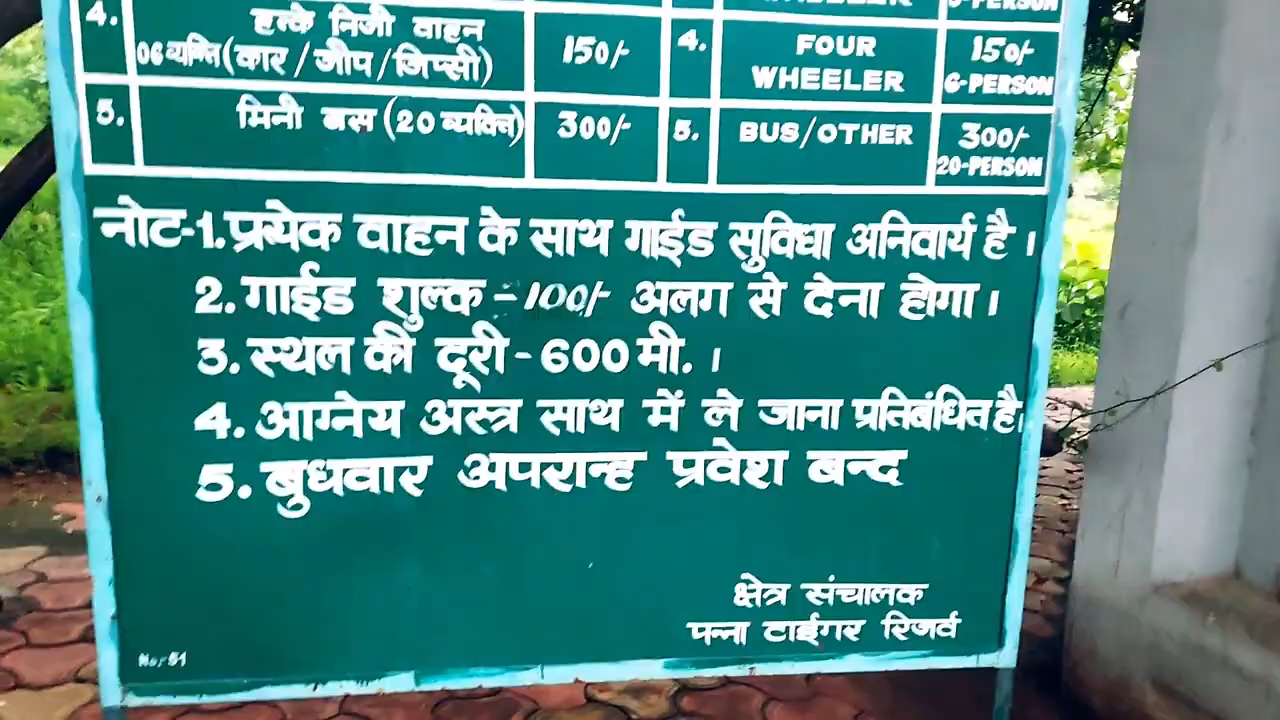 4. हल्के निजी वाहन 150/- 4. FOUR 150/-
06 व्यक्ति (कार / जीप / जिप्सी) WHEELER 6-PERSON
5. मिनी बस (20 व्यक्ति) 300/- 5. BUS/OTHER 300/-
20-PERSON
नोट-1. प्रत्येक वाहन के साथ गाईड सुविधा अनिवार्य है।
2. गाईड शुल्क - 100/- अलग से देना होगा।
3. स्थल की दूरी - 600 मी. ।
4. आग्नेय अस्त्र साथ में ले जाना प्रतिबंधित है।
5. बुधवार अपरान्ह प्रवेश बन्द
क्षेत्र संचालक
पन्ना टाईगर रिजर्व